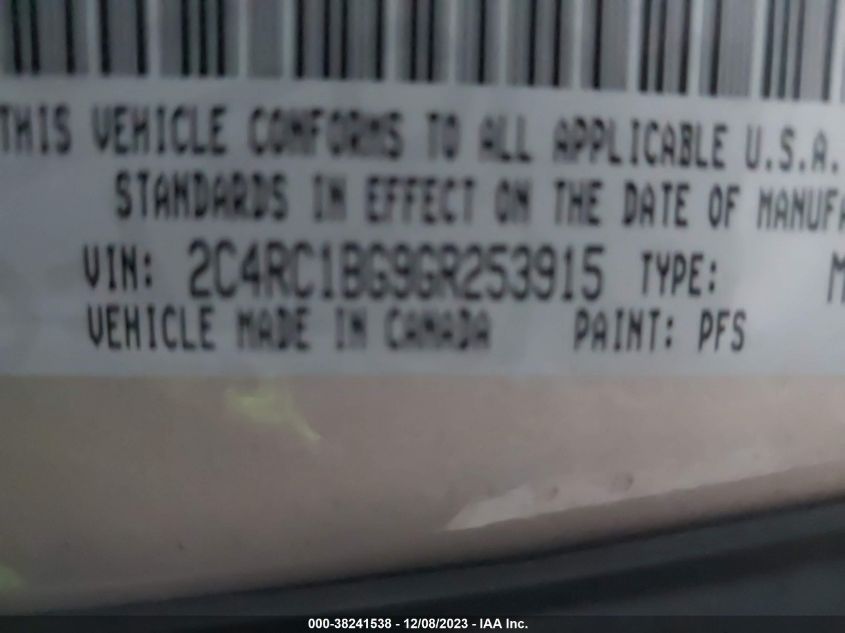 THIS VEHICLE CONFORMS TO ALL APPLICABLE U.S.A.
STANDARDS IN EFFECT ON THE DATE OF MANUFA
VIN: 2C4RC1BG9GR253915 TYPE: M
VEHICLE MADE IN CANADA PAINT: PFS
000-38241538 - 12/08/2023 - IAA Inc.